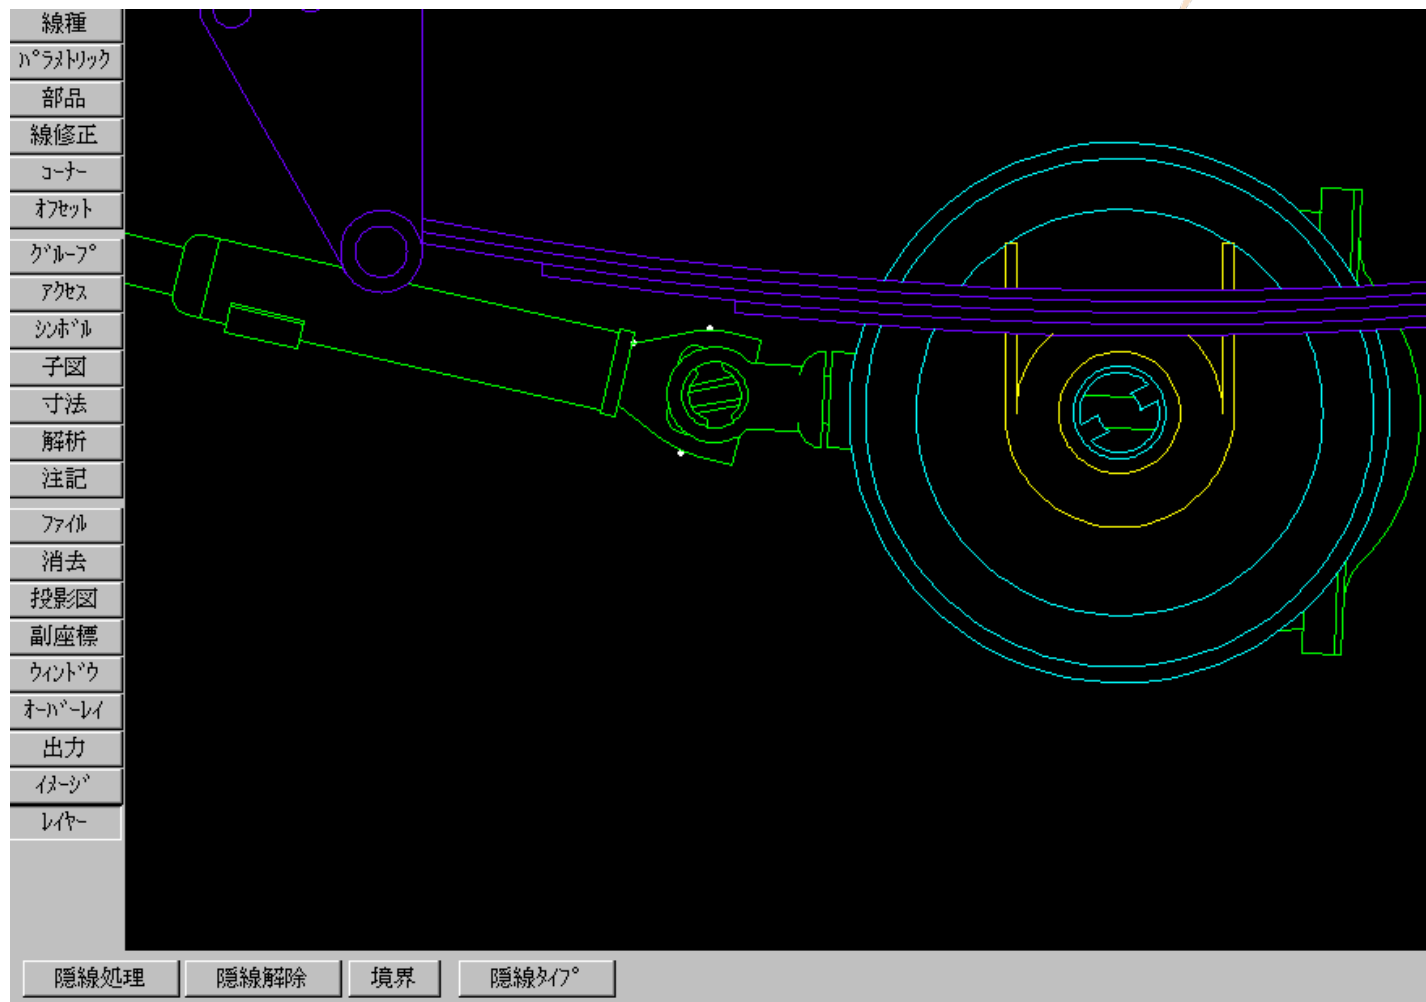 線種
ﾊﾟﾗﾒﾄﾘｯｸ
部品
線修正
ｺｰﾅｰ
ｵﾌｾｯﾄ
ｸﾞﾙｰﾌﾟ
ｱｸｾｽ
ｼﾝﾎﾞﾙ
子図
寸法
解析
注記
ﾌｧｲﾙ
消去
投影図
副座標
ｳｨﾝﾄﾞｳ
ｵｰﾊﾞｰﾚｲ
出力
ｲﾒｰｼﾞ
ﾚｲﾔｰ
隠線処理 隠線解除 境界 隠線ﾀｲﾌﾟ